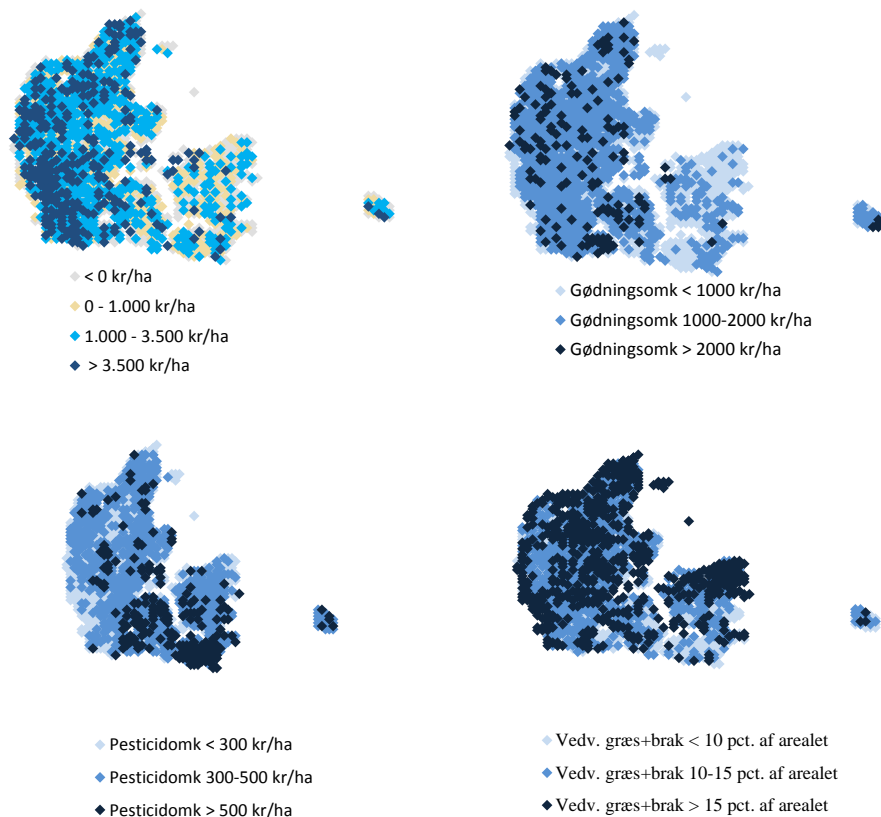 < 0 kr/ha
0 - 1.000 kr/ha
1.000 - 3.500 kr/ha
> 3.500 kr/ha
Gødningsomk < 1000 kr/ha
Gødningsomk 1000-2000 kr/ha
Gødningsomk > 2000 kr/ha
Pesticidomk < 300 kr/ha
Pesticidomk 300-500 kr/ha
Pesticidomk > 500 kr/ha
Vedv. græs+brak < 10 pct. af arealet
Vedv. græs+brak 10-15 pct. af arealet
Vedv. græs+brak > 15 pct. af arealet